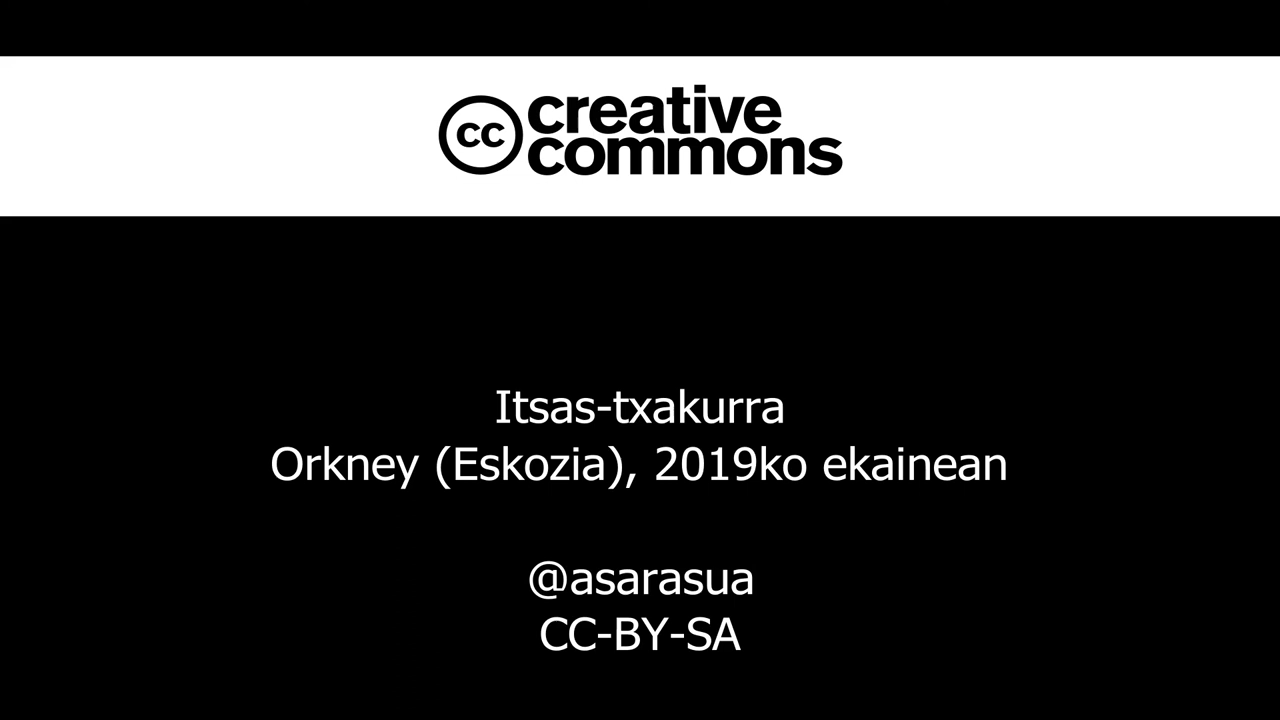 cc creative
commons
Itsas-txakurra
Orkney (Eskozia), 2019ko ekainean
@asarasua
CC-BY-SA